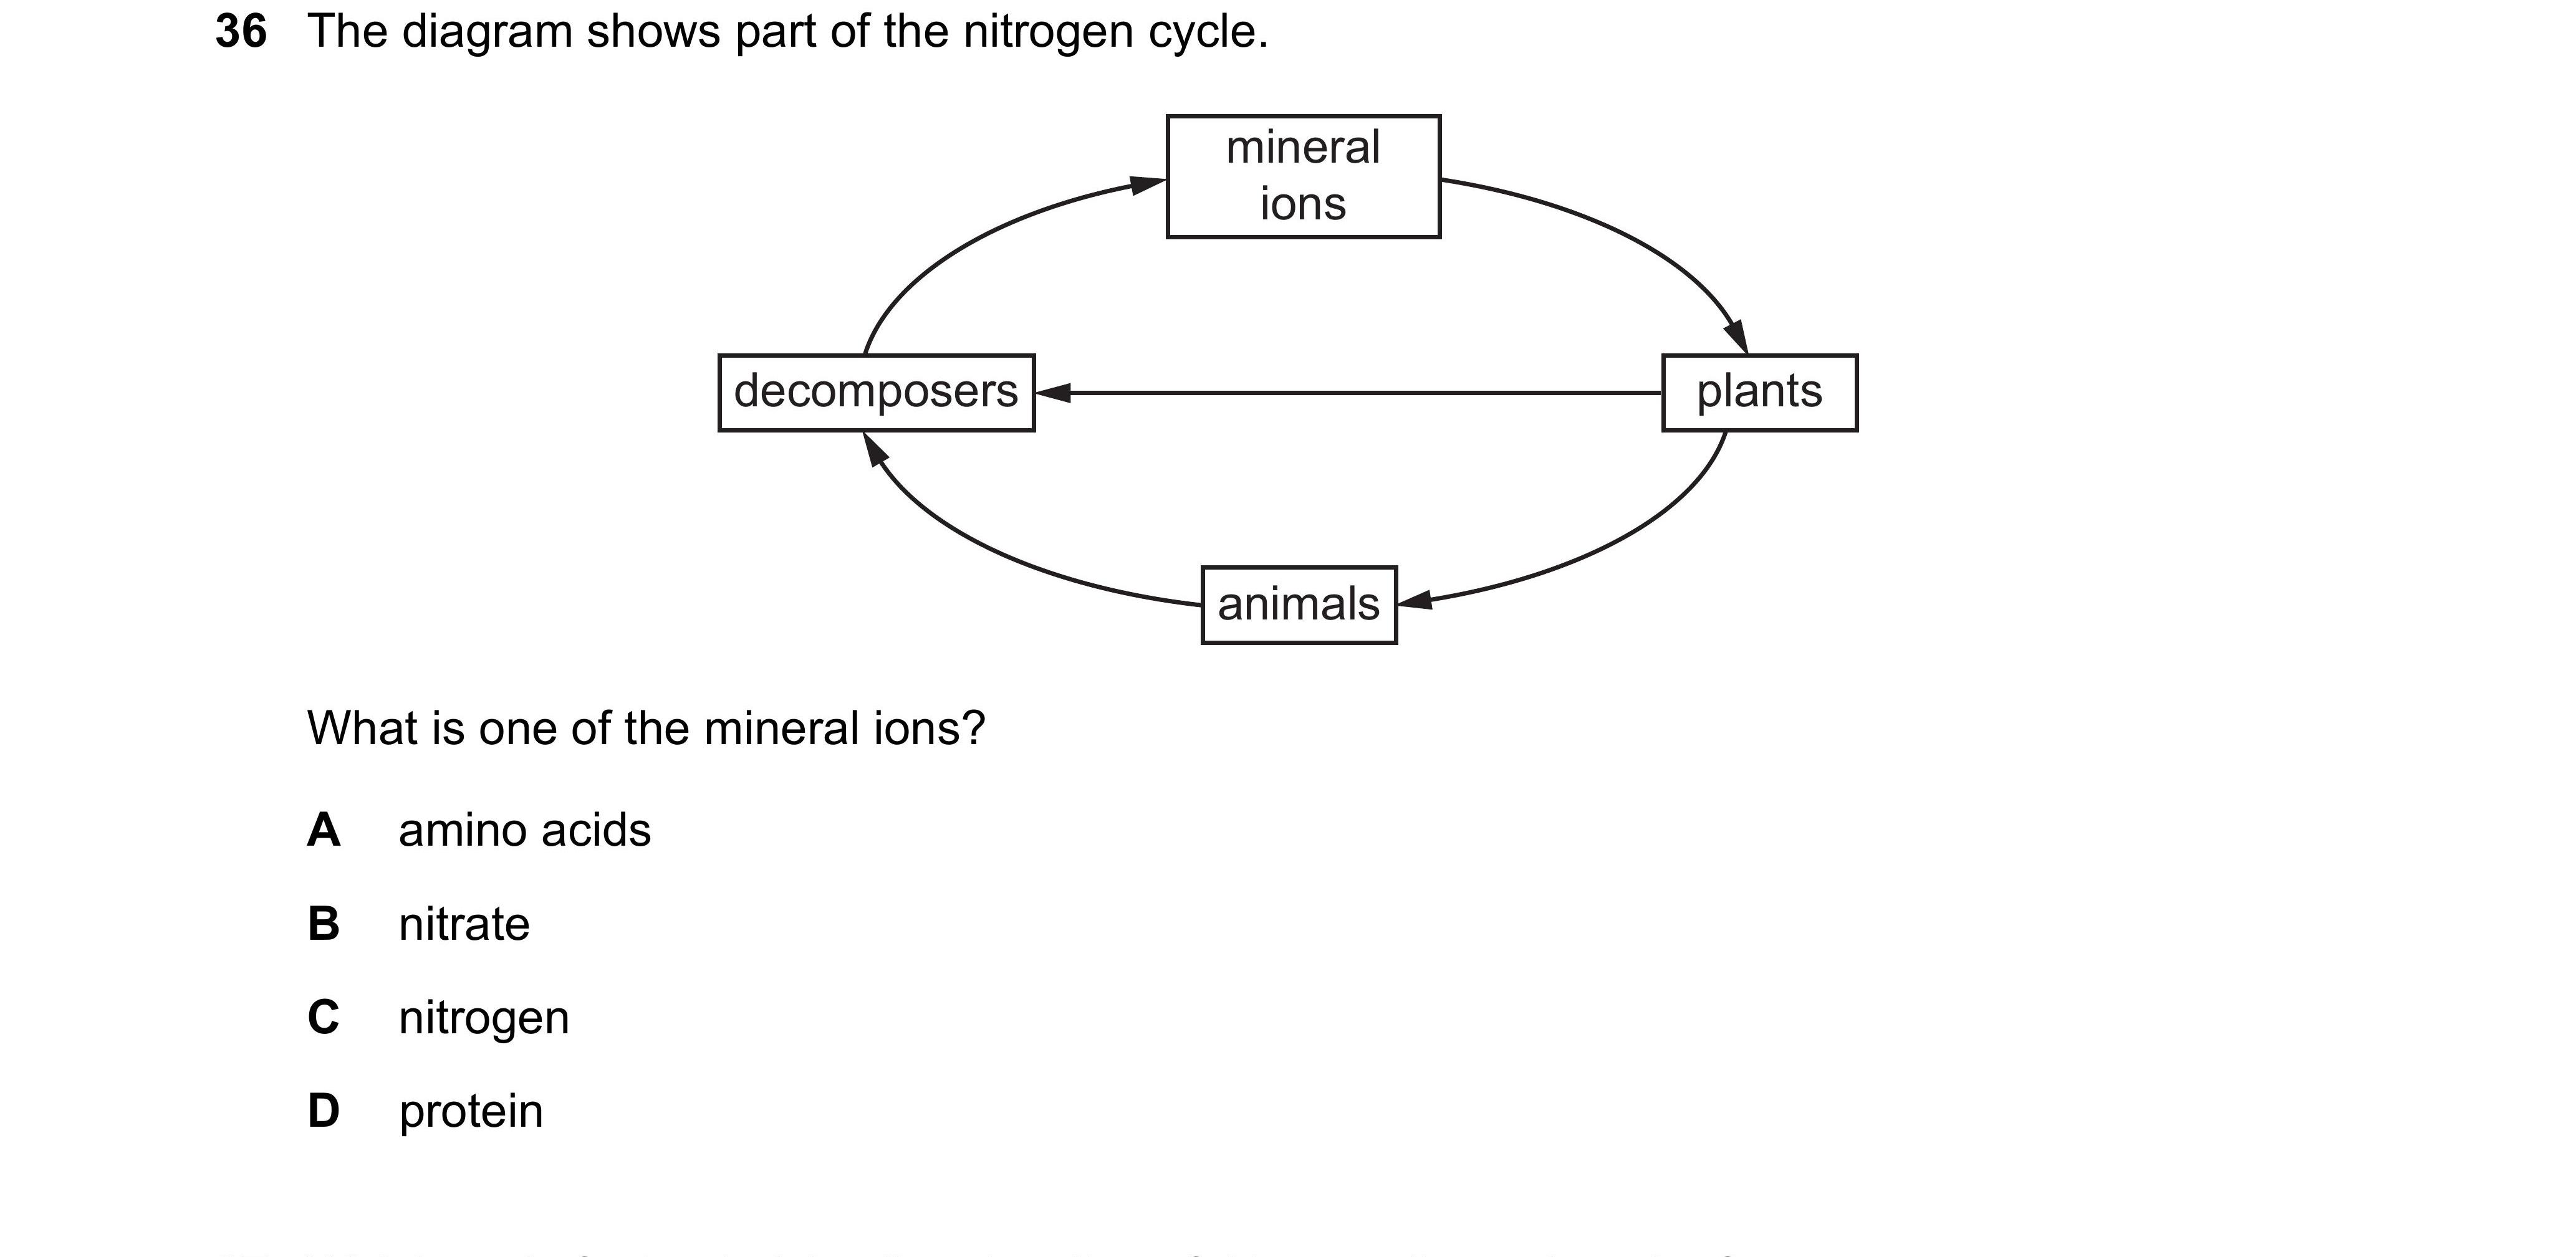 36 The diagram shows part of the nitrogen cycle.
mineral
ions
decomposers
plants
animals
What is one of the mineral ions?
A amino acids
B nitrate
C nitrogen
D protein